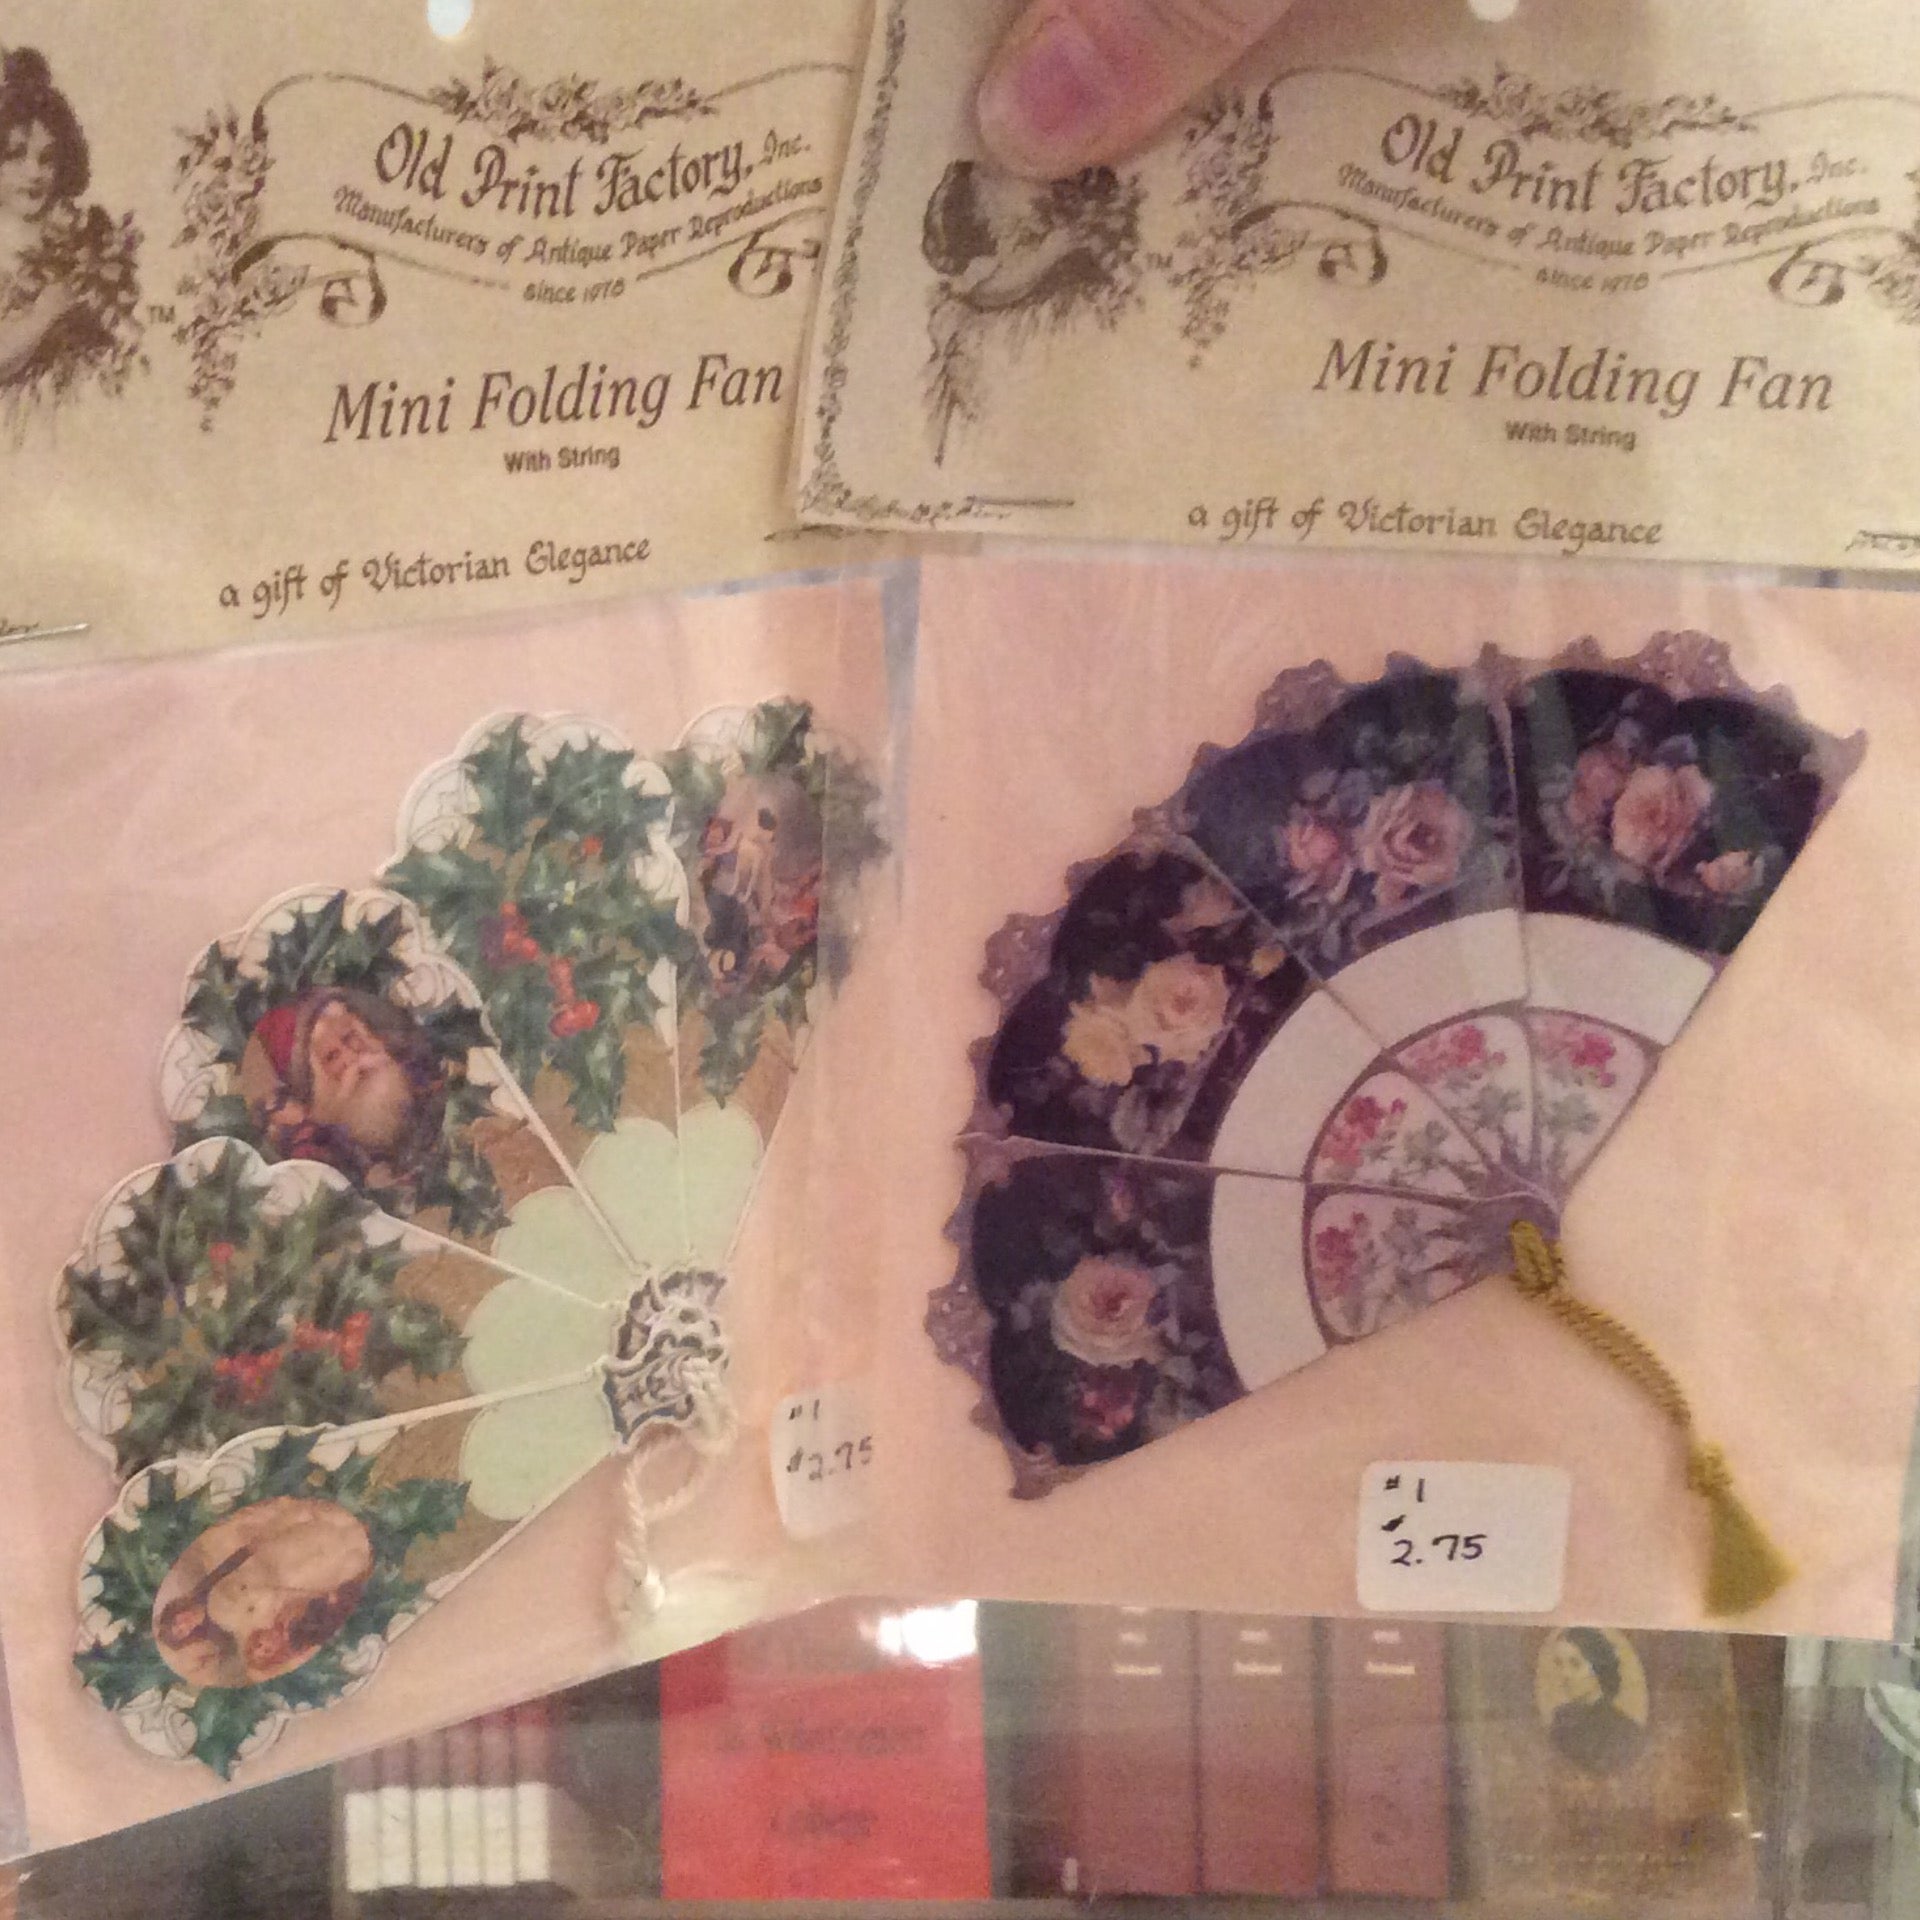 Old Print Factory, Inc.
Manufacturers of Antique Paper Reproductions
since 1978
TM
Mini Folding Fan
With String
a gift of Victorian Elegance
#1
$2.75
Old Print Factory, Inc.
Manufacturers of Antique Paper Reproductions
since 1978
TM
Mini Folding Fan
With String
a gift of Victorian Elegance
#1
$2.75